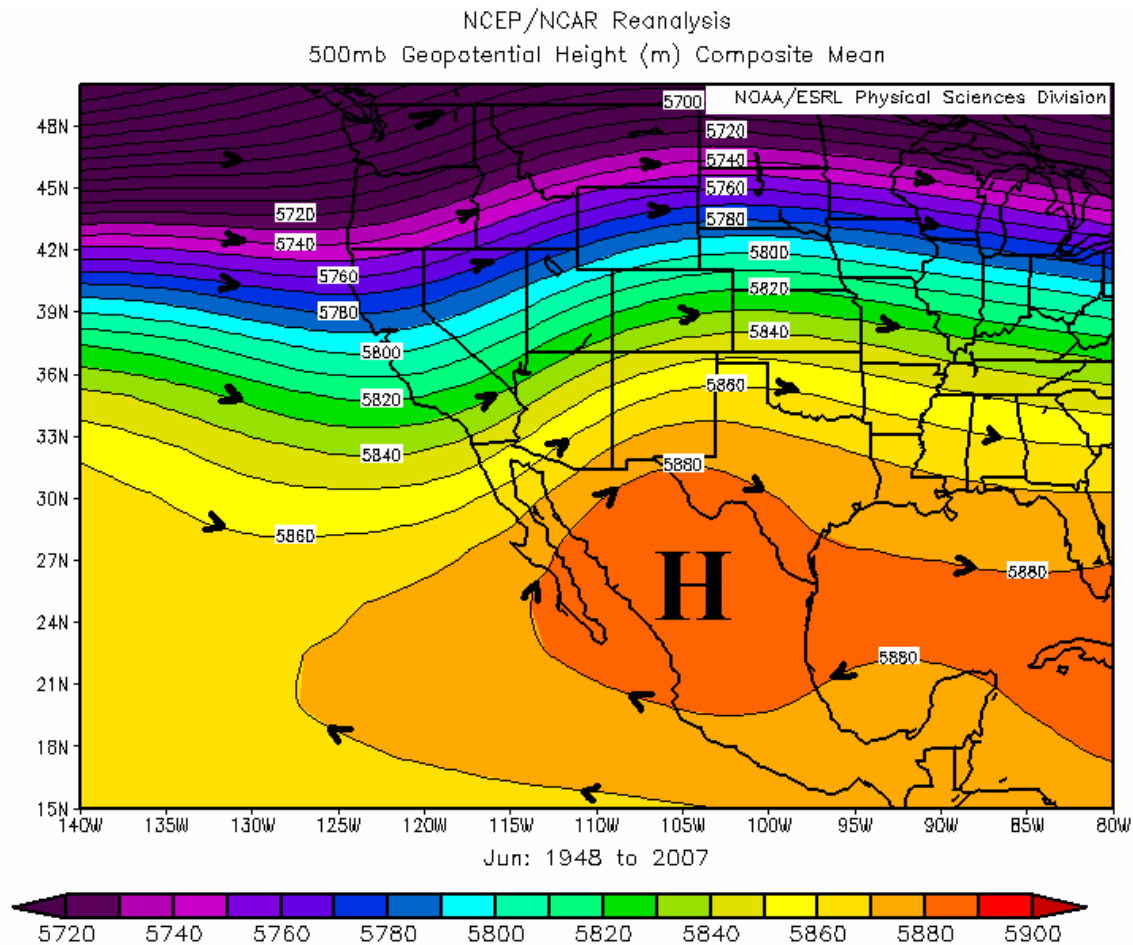 NCEP/NCAR Reanalysis
500mb Geopotential Height (m) Composite Mean
NOAA/ESRL Physical Sciences Division
5700
48N
5720
5740
45N
5760
5720
5780
5740
42N
5800
5760
5820
39N
5780
5840
5800
36N
5860
5820
33N
5840
5880
30N
5860
27N
5880
H
24N
5880
21N
18N
15N
140W 135W 130W 125W 120W 115W 110W 105W 100W 95W 90W 85W 80W
Jun: 1948 to 2007
5720 5740 5760 5780 5800 5820 5840 5860 5880 5900